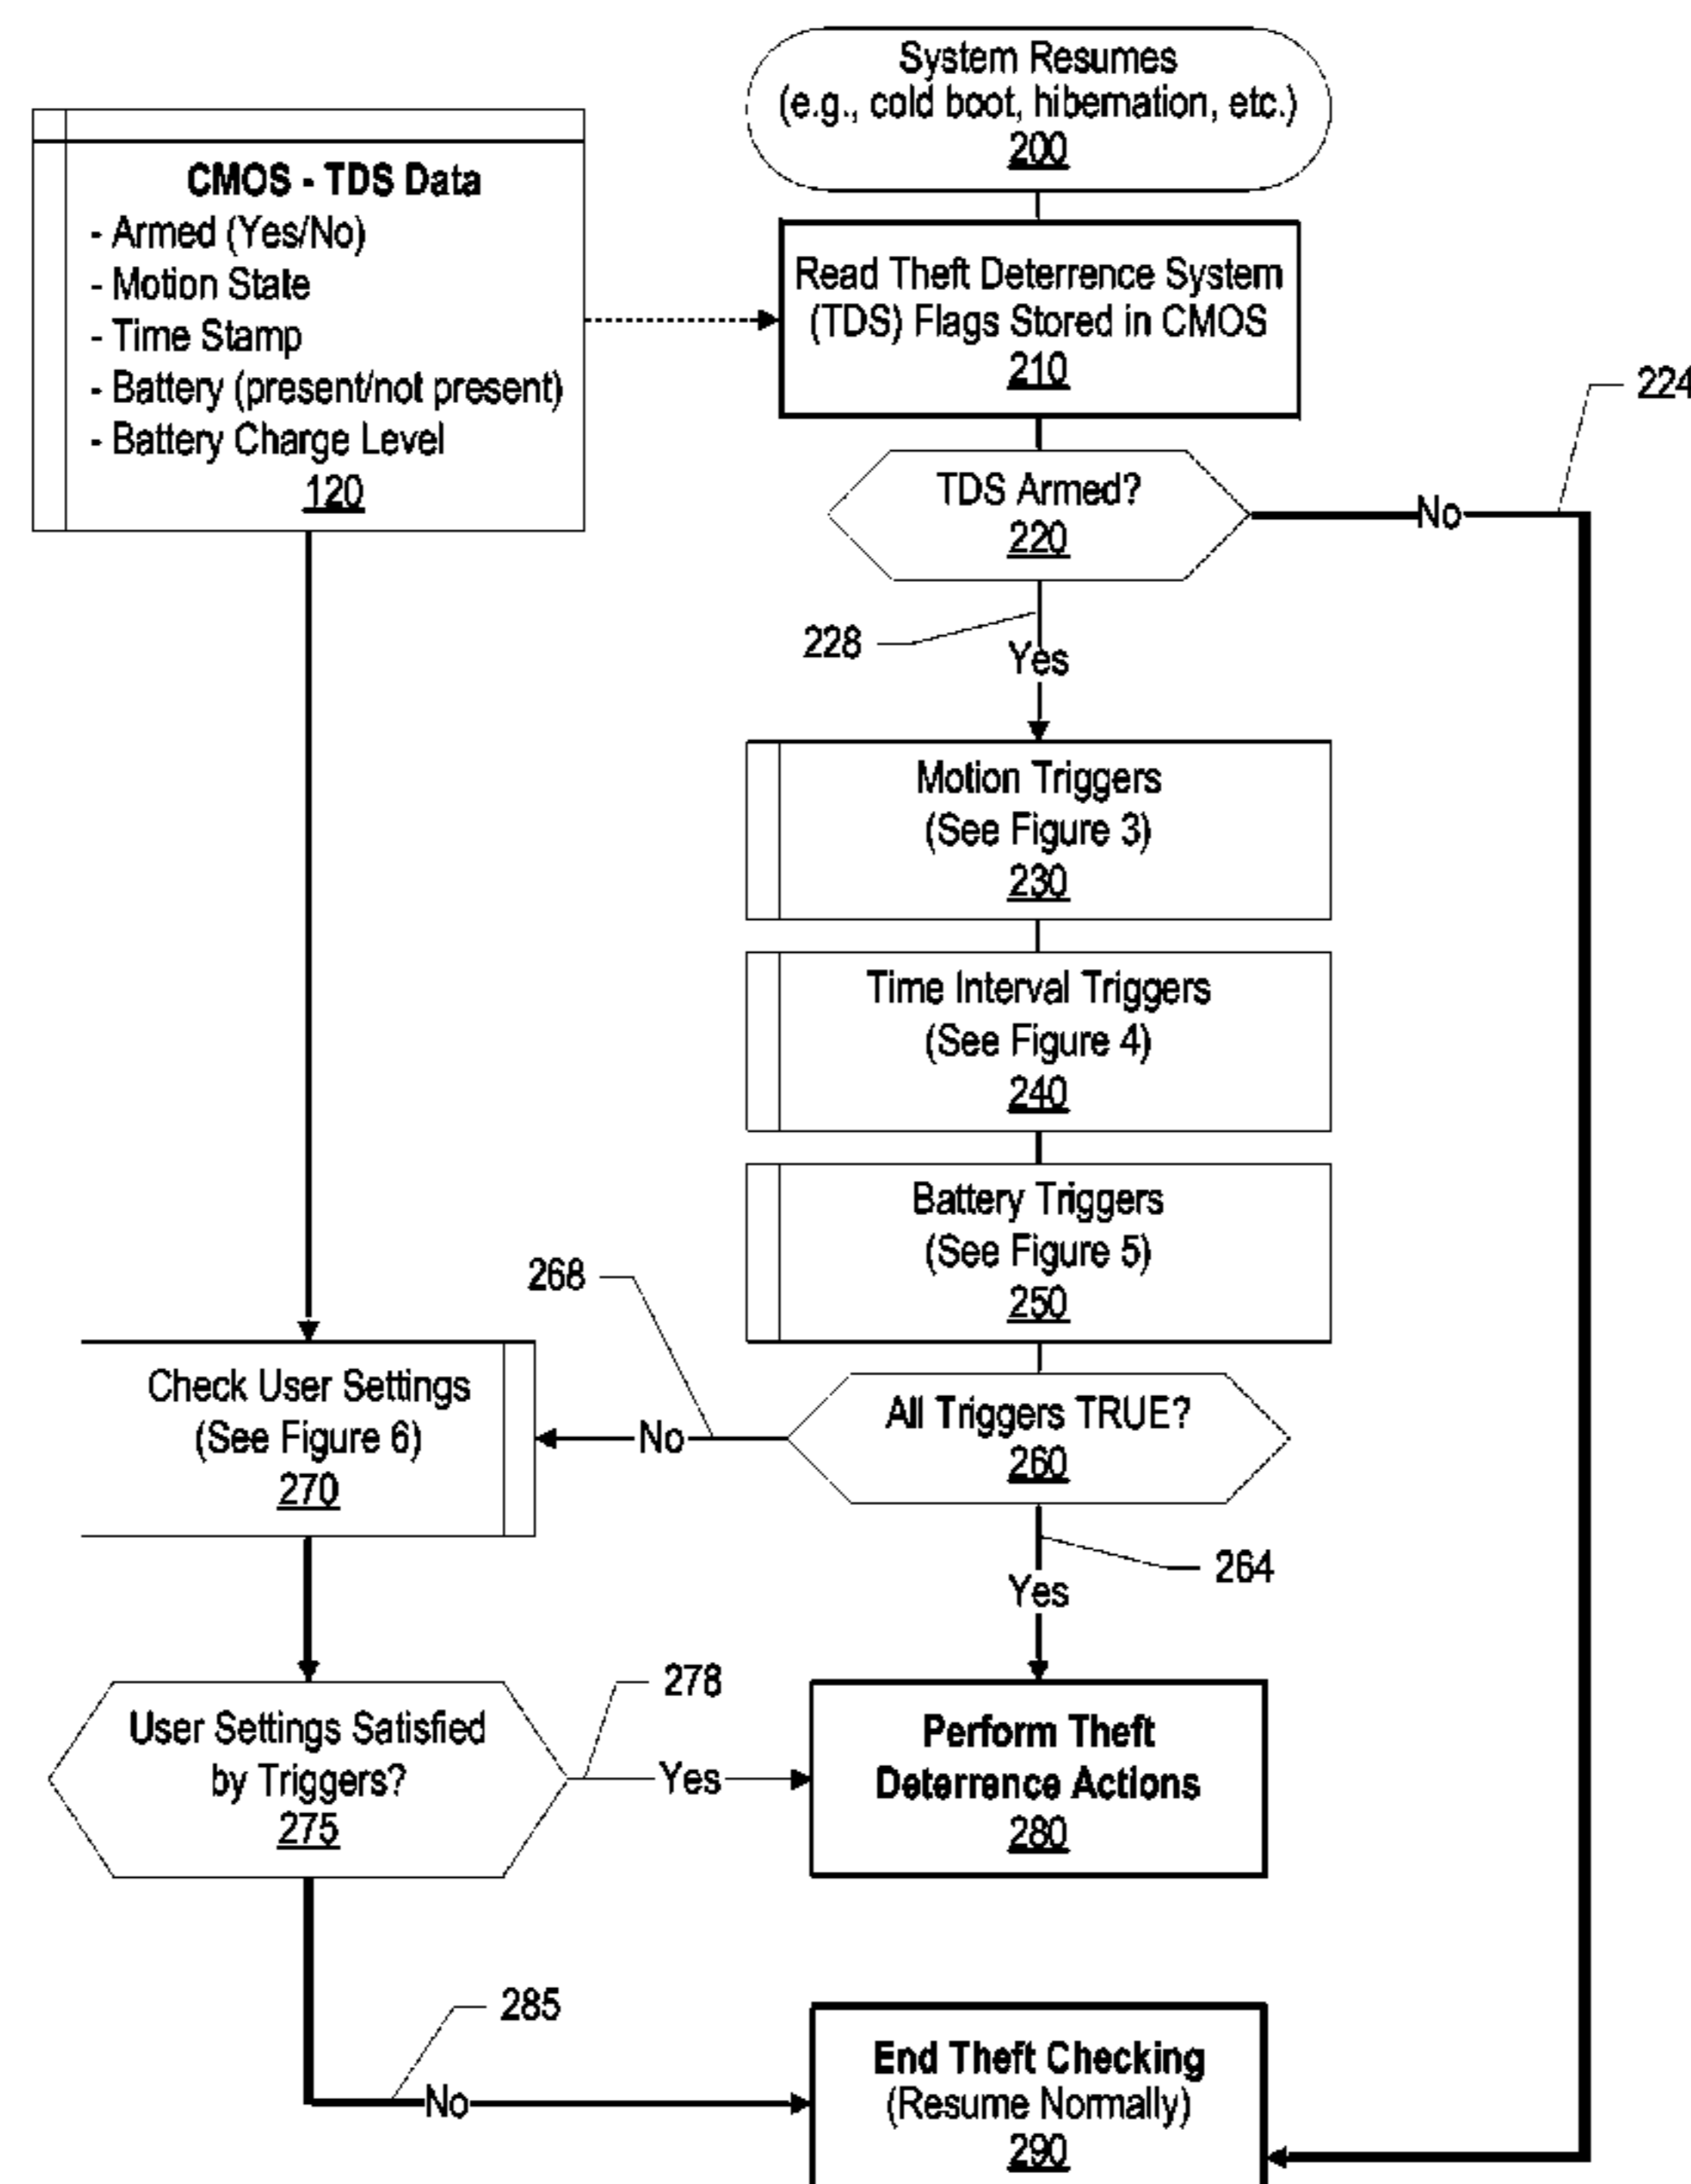 System Resumes
(e.g., cold boot, hibernation, etc.)
200
CMOS - TDS Data
- Armed (Yes/No)
- Motion State
- Time Stamp
- Battery (present/not present)
- Battery Charge Level
120
Read Theft Deterrence System
(TDS) Flags Stored in CMOS
210
224
TDS Armed?
220
No
228
Yes
Motion Triggers
(See Figure 3)
230
Time Interval Triggers
(See Figure 4)
240
Battery Triggers
(See Figure 5)
250
268
Check User Settings
(See Figure 6)
270
No
All Triggers TRUE?
260
264
Yes
278
User Settings Satisfied
by Triggers?
275
Yes
Perform Theft
Deterrence Actions
280
285
No
End Theft Checking
(Resume Normally)
290